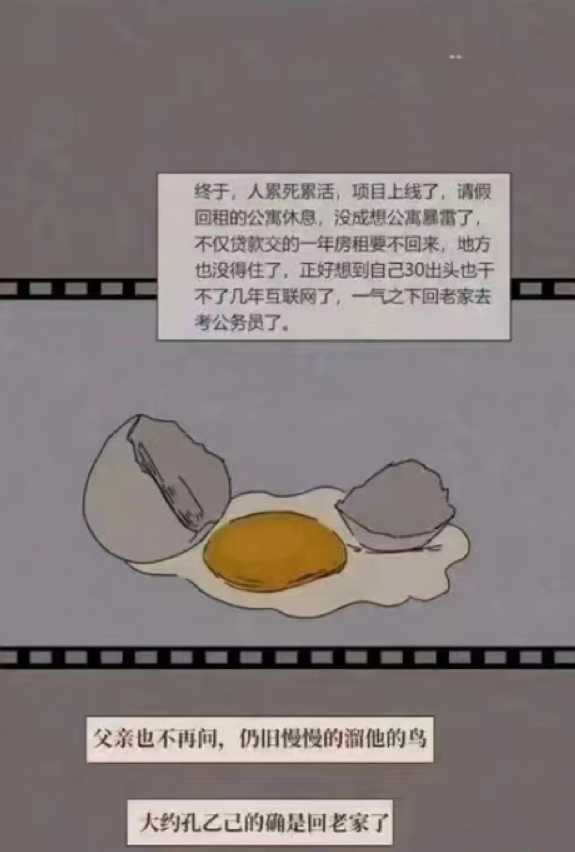 终于，人累死累活，项目上线了，请假
回租的公寓休息，没成想公寓暴雷了，
不仅贷款交的一年房租要不回来，地方
也没得住了，正好想到自己30出头也干
不了几年互联网了，一气之下回老家去
考公务员了。
父亲也不再问，仍旧慢慢的溜他的鸟
大约孔乙己的确是回老家了